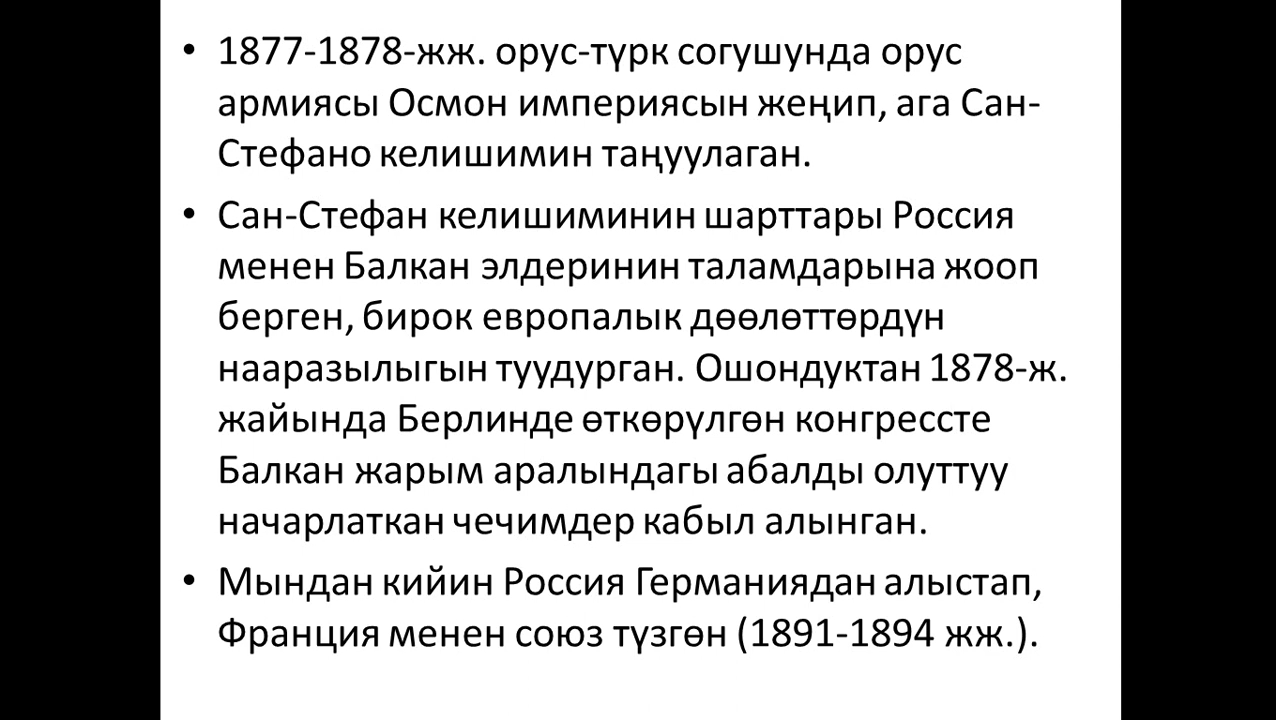 • 1877-1878-жж. орус-түрк согушунда орус
армиясы Осмон империясын жеңип, ага Сан-
Стефано келишимин таңуулаган.
• Сан-Стефан келишиминин шарттары Россия
менен Балкан элдеринин таламдарына жооп
берген, бирок европалык дөөлөттөрдүн
нааразылыгын туудурган. Ошондуктан 1878-ж.
жайында Берлинде өткөрүлгөн конгрессте
Балкан жарым аралындагы абалды олуттуу
начарлаткан чечимдер кабыл алынган.
• Мындан кийин Россия Германиядан алыстап,
Франция менен союз түзгөн (1891-1894 жж.).